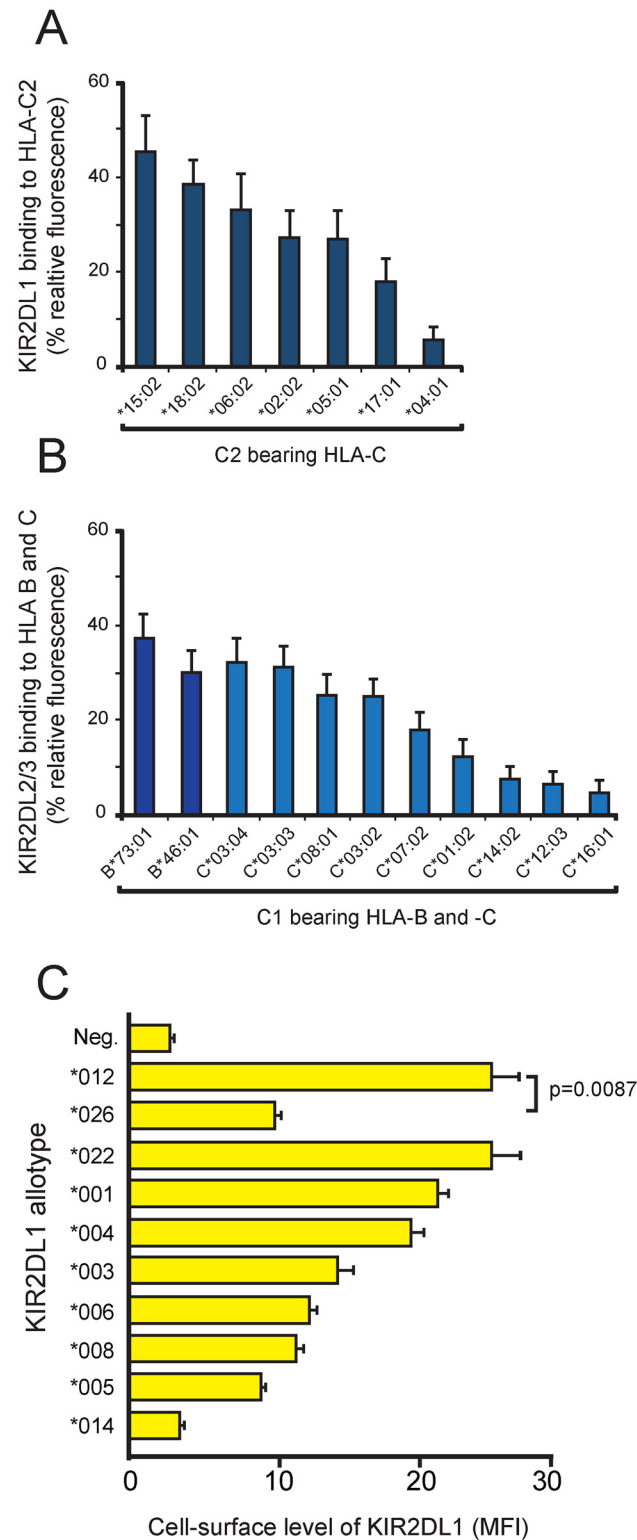 A
KIR2DL1 binding to HLA-C2
(% realtive fluorescence)
60
40
20
0
*15:02
*18:02
*06:02
*02:02
*05:01
*17:01
*04:01
C2 bearing HLA-C
B
KIR2DL2/3 binding to HLA B and C
(% relative fluorescence)
60
40
20
0
B*73:01
B*46:01
C*03:04
C*03:03
C*08:01
C*03:02
C*07:02
C*01:02
C*14:02
C*12:03
C*16:01
C1 bearing HLA-B and -C
C
KIR2DL1 allotype
Neg.
*012
*026
*022
*001
*004
*003
*006
*008
*005
*014
p=0.0087
0 10 20 30
Cell-surface level of KIR2DL1 (MFI)